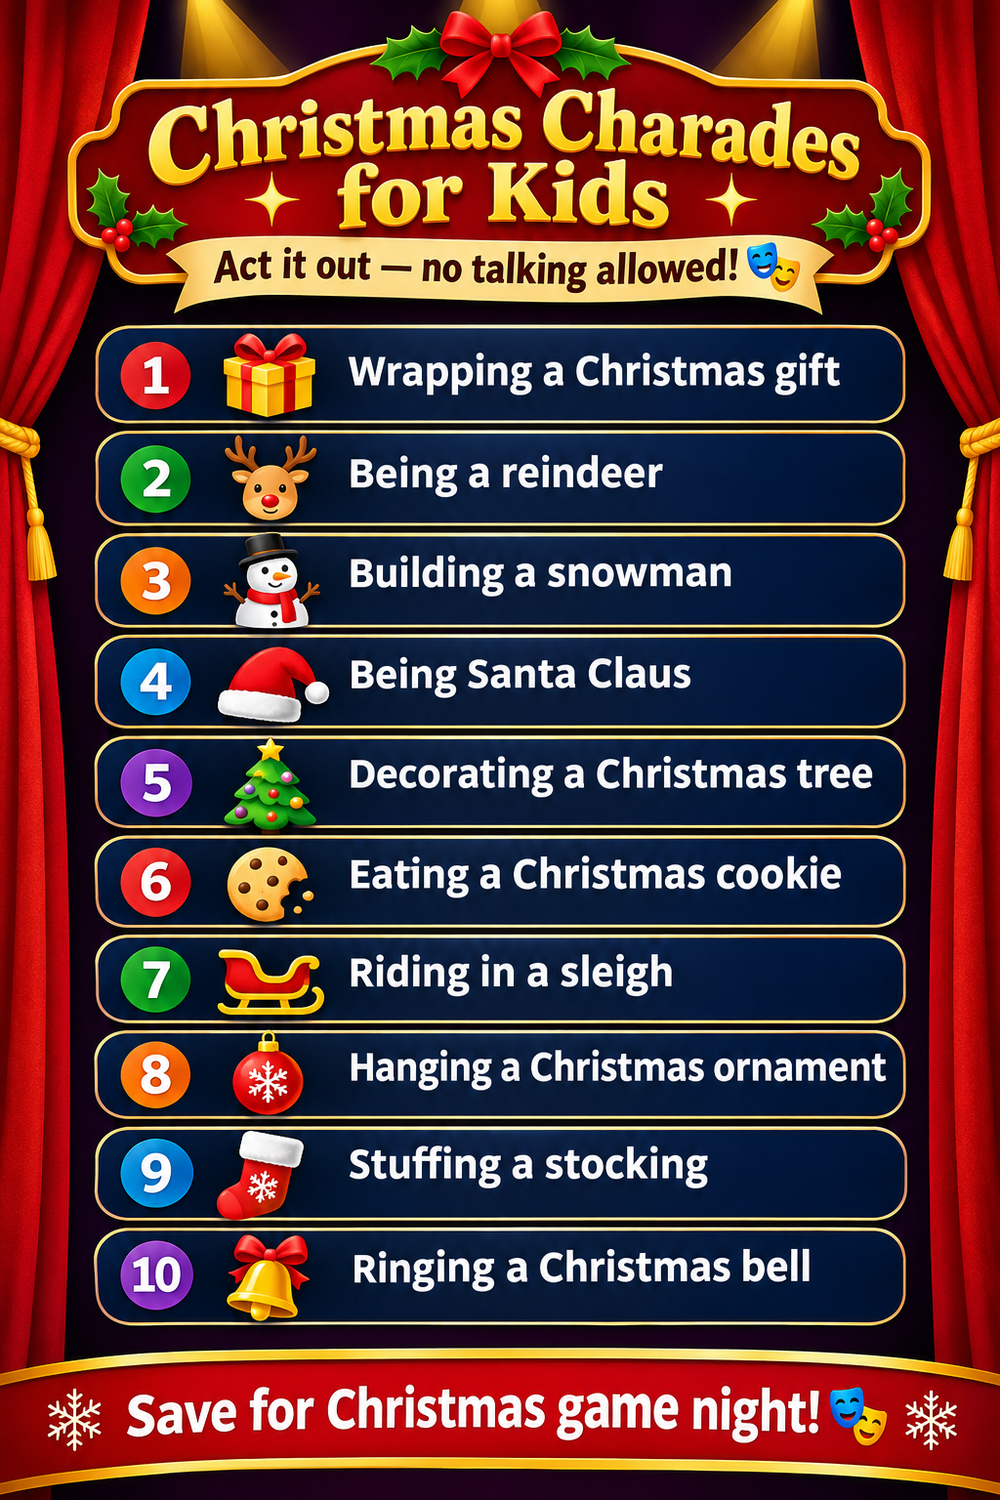 Christmas Charades
for Kids
Act it out — no talking allowed!
1 Wrapping a Christmas gift
2 Being a reindeer
3 Building a snowman
4 Being Santa Claus
5 Decorating a Christmas tree
6 Eating a Christmas cookie
7 Riding in a sleigh
8 Hanging a Christmas ornament
9 Stuffing a stocking
10 Ringing a Christmas bell
Save for Christmas game night!